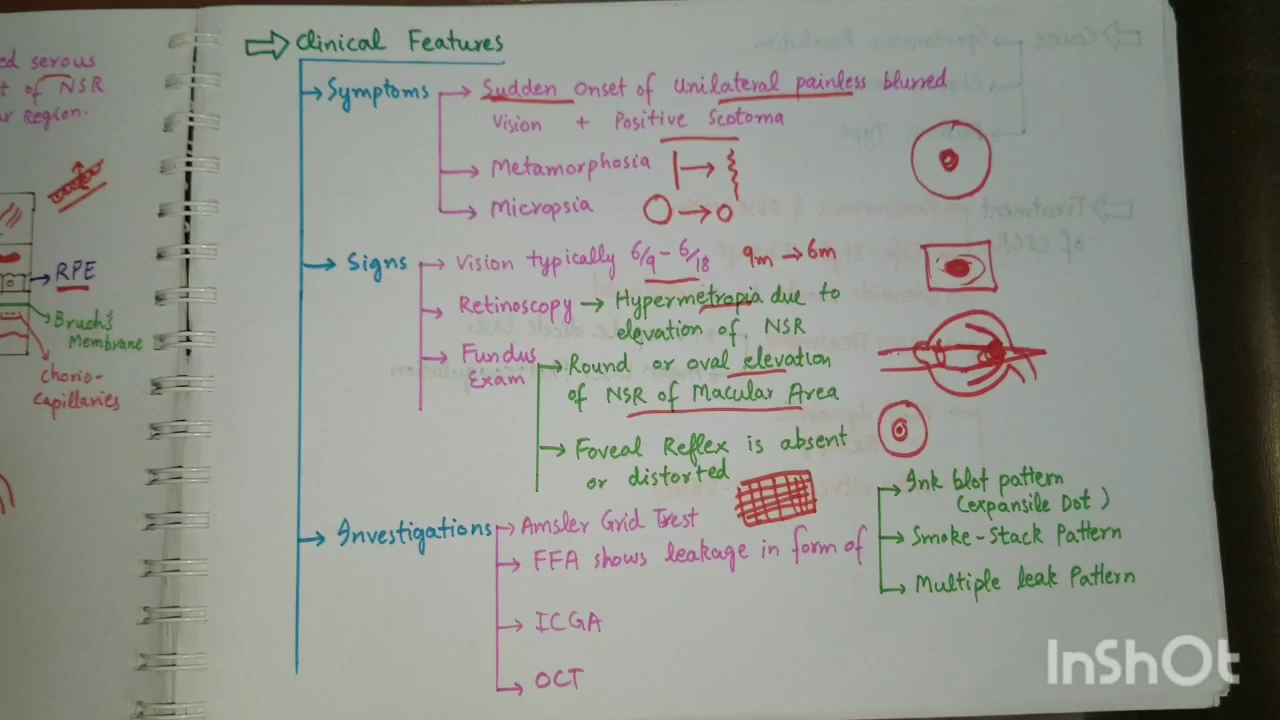 ed serous
t of NSR
r Region.
RPE
Bruch's
Membrane
Chorio-
Capillaries
Clinical Features
Symptoms
Sudden onset of unilateral painless blurred
Vision + Positive Scotoma
Metamorphosia
Micropsia
Signs
Vision typically 6/9 - 6/18 9m → 6m
Retinoscopy → Hypermetropia due to
elevation of NSR
Fundus
Exam
Round or oval elevation
of NSR of Macular Area
Foveal Reflex is absent
or distorted
Investigations
Amsler Grid Trest
FFA shows leakage in form of
Ink blot pattern
(expansile Dot)
Smoke-Stack Pattern
Multiple leak Pattern
ICGA
OCT
InShOt